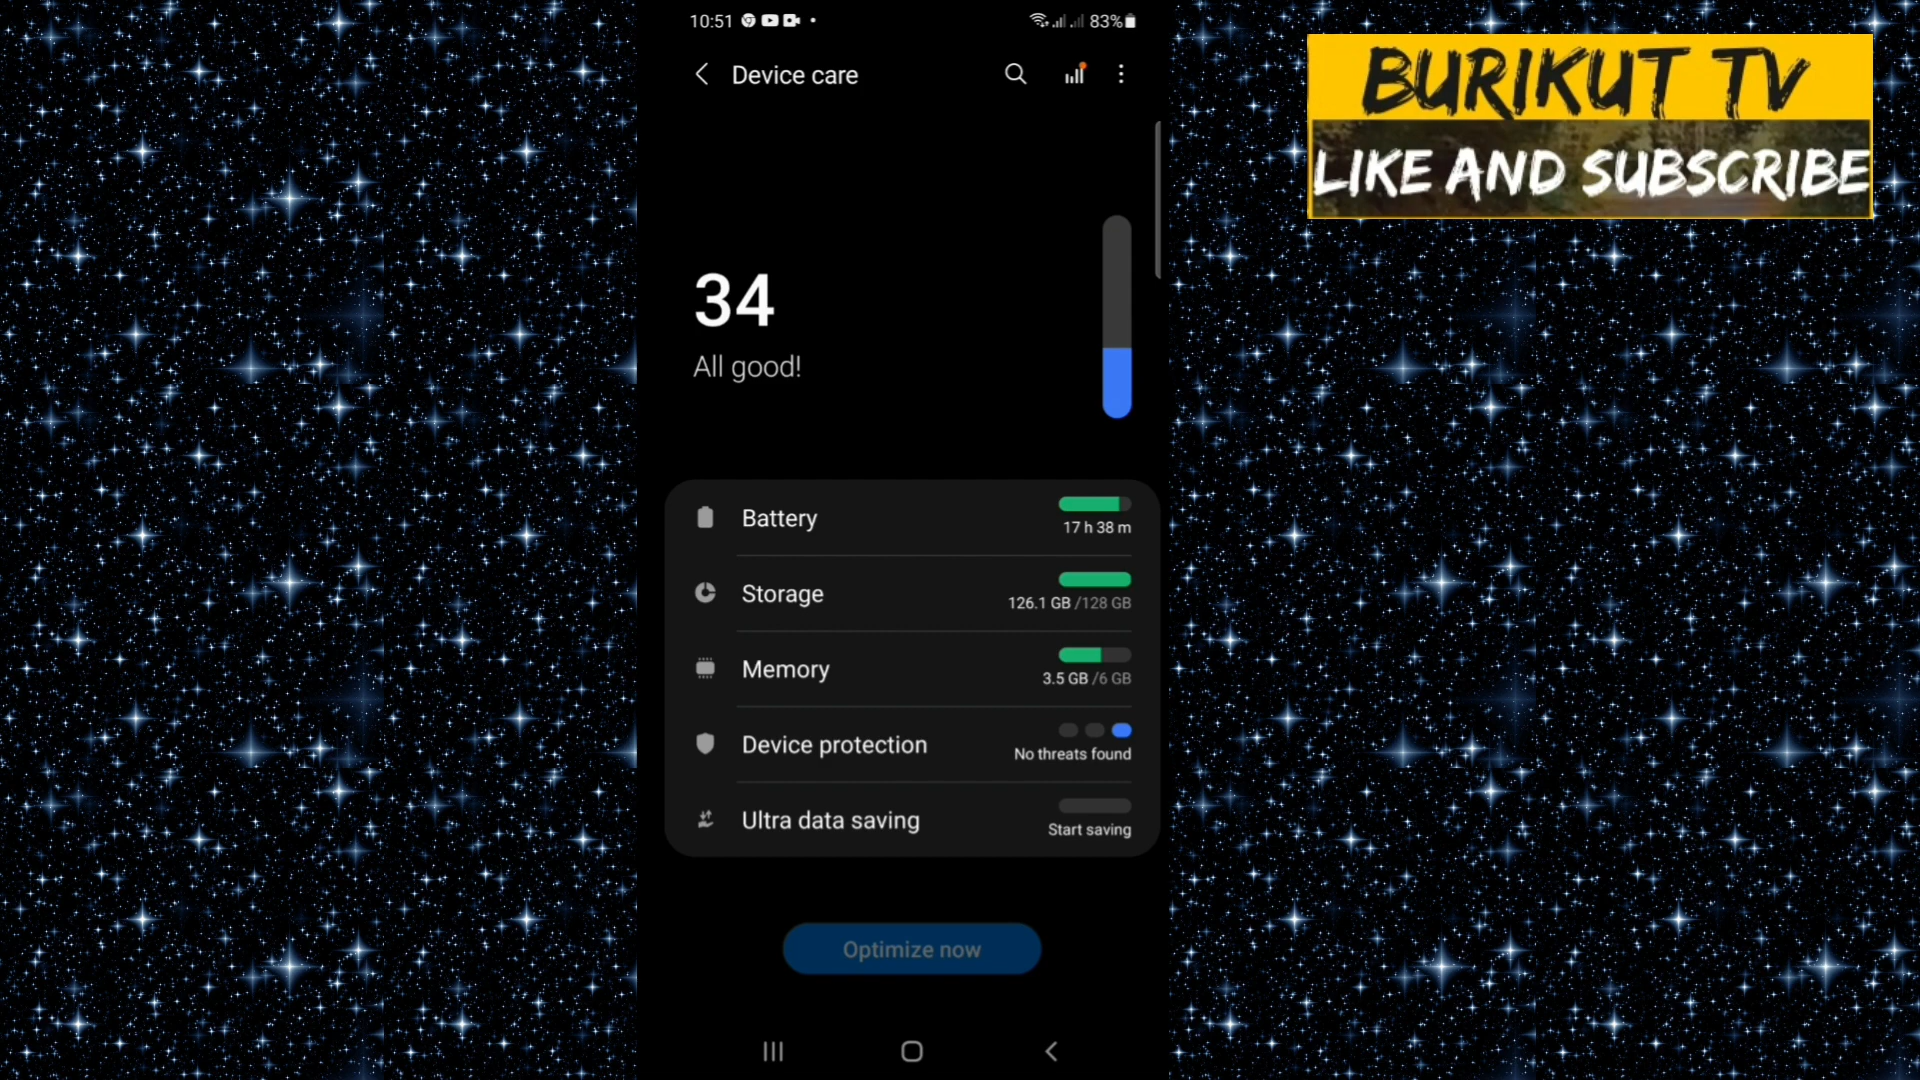 10:51
83%
Device care
BURIKUT TV
LIKE AND SUBSCRIBE
34
All good!
Battery
17 h 38 m
Storage
126.1 GB /128 GB
Memory
3.5 GB /6 GB
Device protection
No threats found
Ultra data saving
Start saving
Optimize now